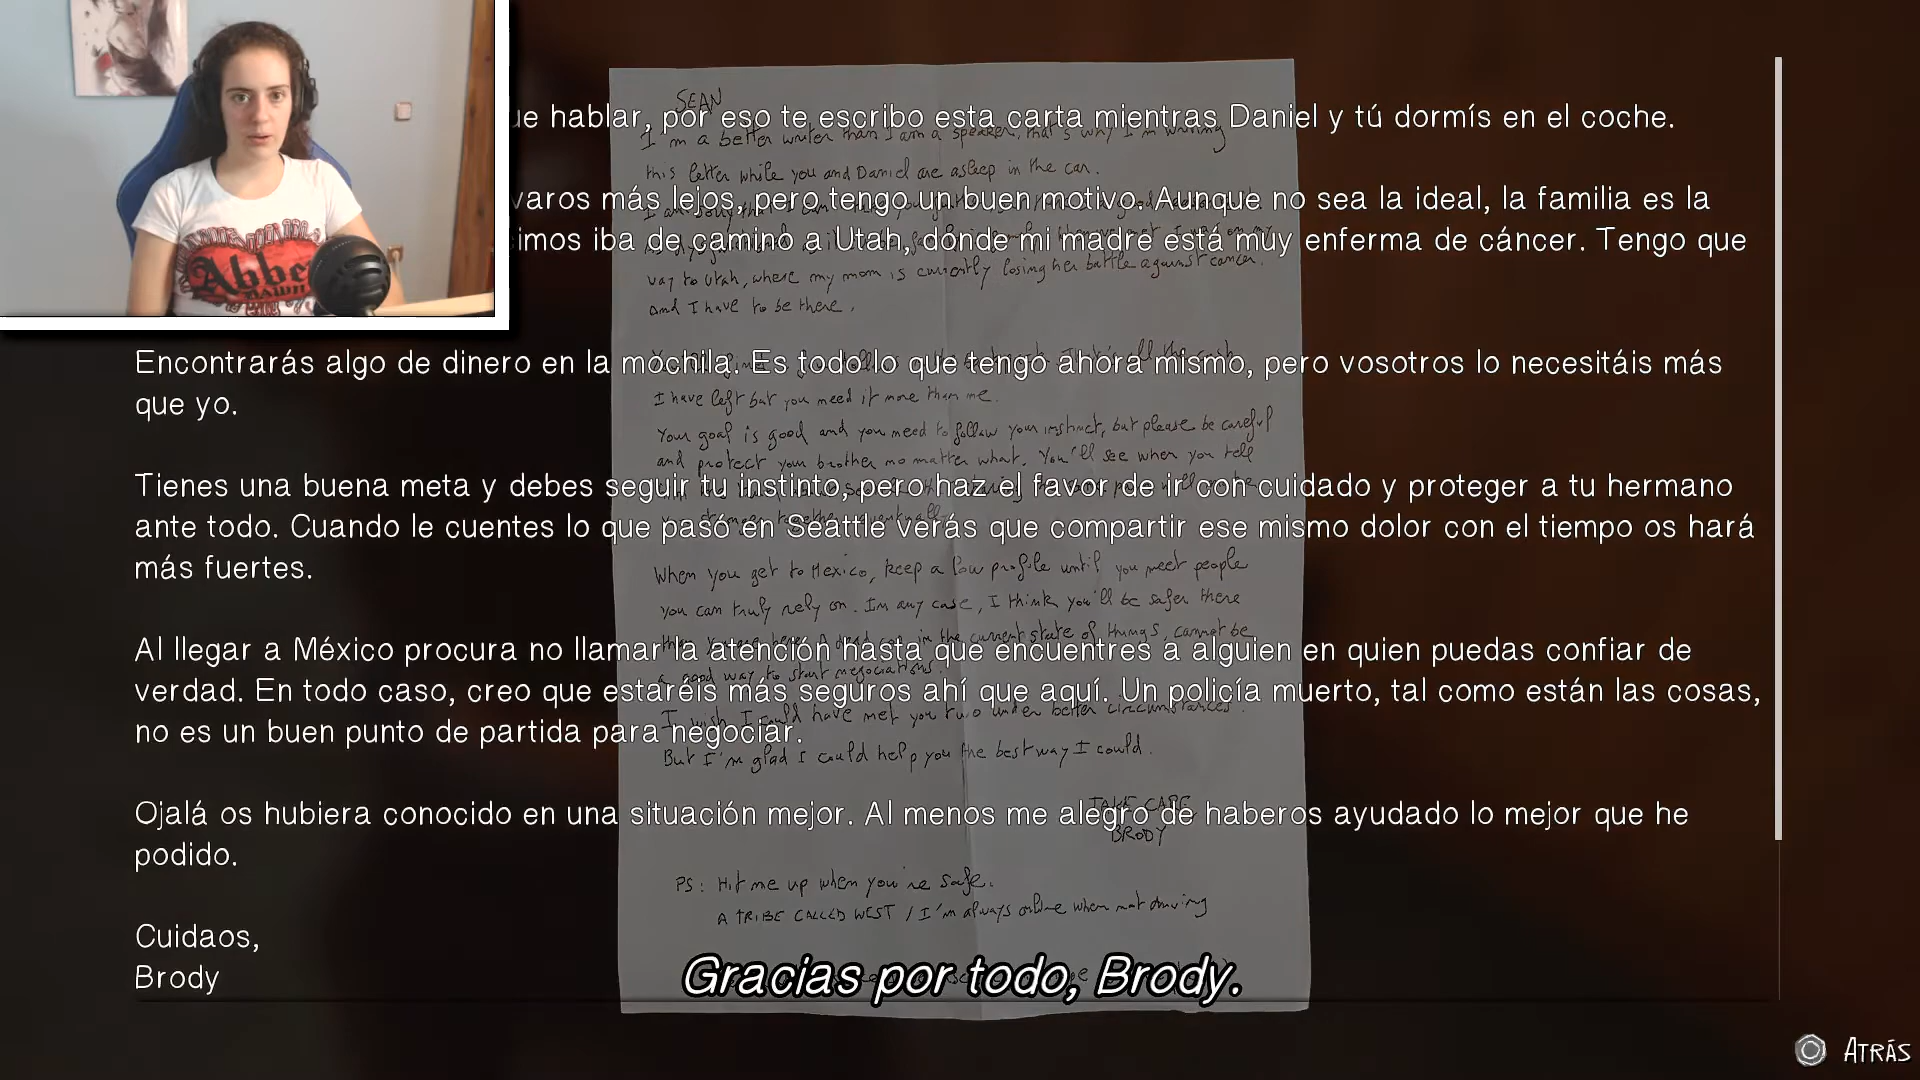 Abbey
DAWN
ue hablar, por eso te escribo esta carta mientras Daniel y tú dormís en el coche.
varos más lejos, pero tengo un buen motivo. Aunque no sea la ideal, la familia es la
cimos iba de camino a Utah, donde mi madre está muy enferma de cáncer. Tengo que
Encontrarás algo de dinero en la mochila. Es todo lo que tengo ahora mismo, pero vosotros lo necesitáis más
que yo.
Tienes una buena meta y debes seguir tu instinto, pero haz el favor de ir con cuidado y proteger a tu hermano
ante todo. Cuando le cuentes lo que pasó en Seattle verás que compartir ese mismo dolor con el tiempo os hará
más fuertes.
Al llegar a México procura no llamar la atención hasta que encuentres a alguien en quien puedas confiar de
verdad. En todo caso, creo que estaréis más seguros ahí que aquí. Un policía muerto, tal como están las cosas,
no es un buen punto de partida para negociar.
Ojalá os hubiera conocido en una situación mejor. Al menos me alegro de haberos ayudado lo mejor que he
podido.
Cuidaos,
Brody
SEAN
I'm a better writer than I am a speaker, that's why I'm writing
this letter while you and Daniel are asleep in the car.
way to Utah, where my mom is currently losing her battle against cancer.
and I have to be there.
I have left but you need it more than me.
Your goal is good and you need to follow your instinct, but please be careful
and protect your brother no matter what. You'll see when you tell
When you get to Mexico, keep a low profile until you meet people
you can truly rely on. In any case, I think you'll be safer there
in the current state of things, cannot be
a good way to start negociations.
I wish I could have met you two under better circumstances.
But I'm glad I could help you the best way I could.
TAKE CARE
BRODY
PS: Hit me up when you're safe.
A TRIBE CALLED WEST / I'm always online when not driving
Gracias por todo, Brody.
ATRÁS